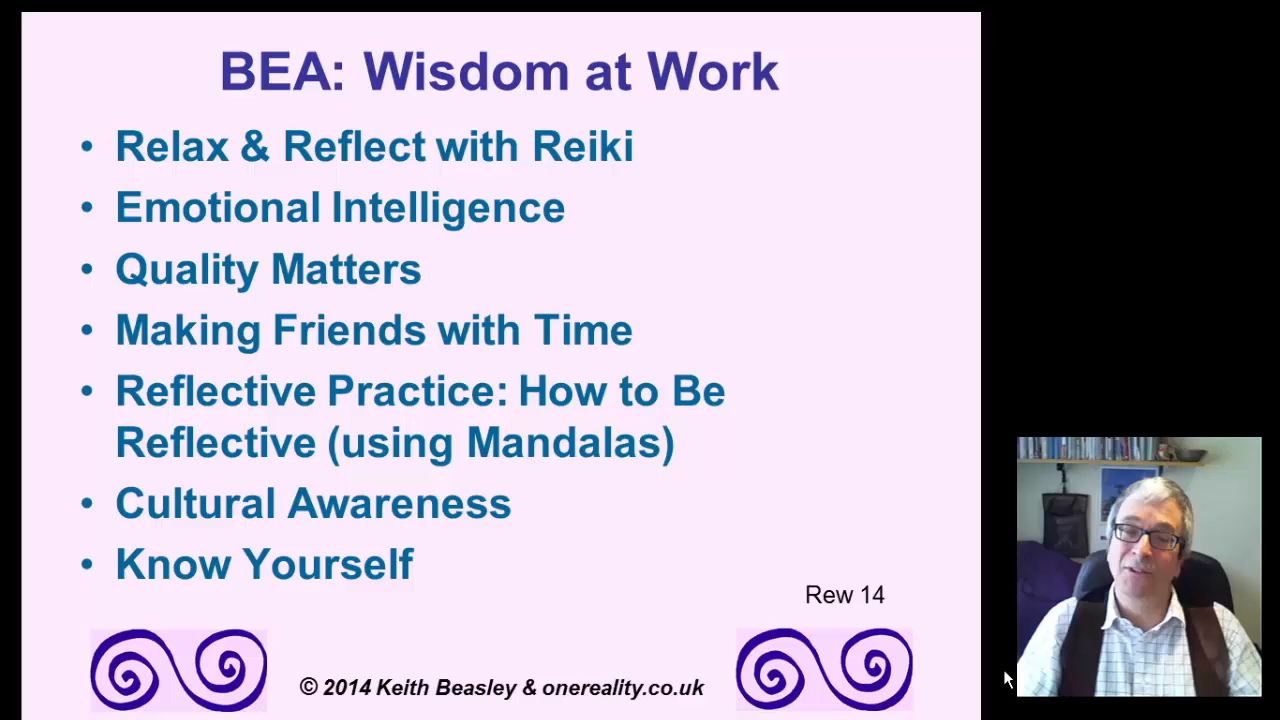 BEA: Wisdom at Work
• Relax & Reflect with Reiki
• Emotional Intelligence
• Quality Matters
• Making Friends with Time
• Reflective Practice: How to Be
Reflective (using Mandalas)
• Cultural Awareness
• Know Yourself
Rew 14
© 2014 Keith Beasley & onereality.co.uk